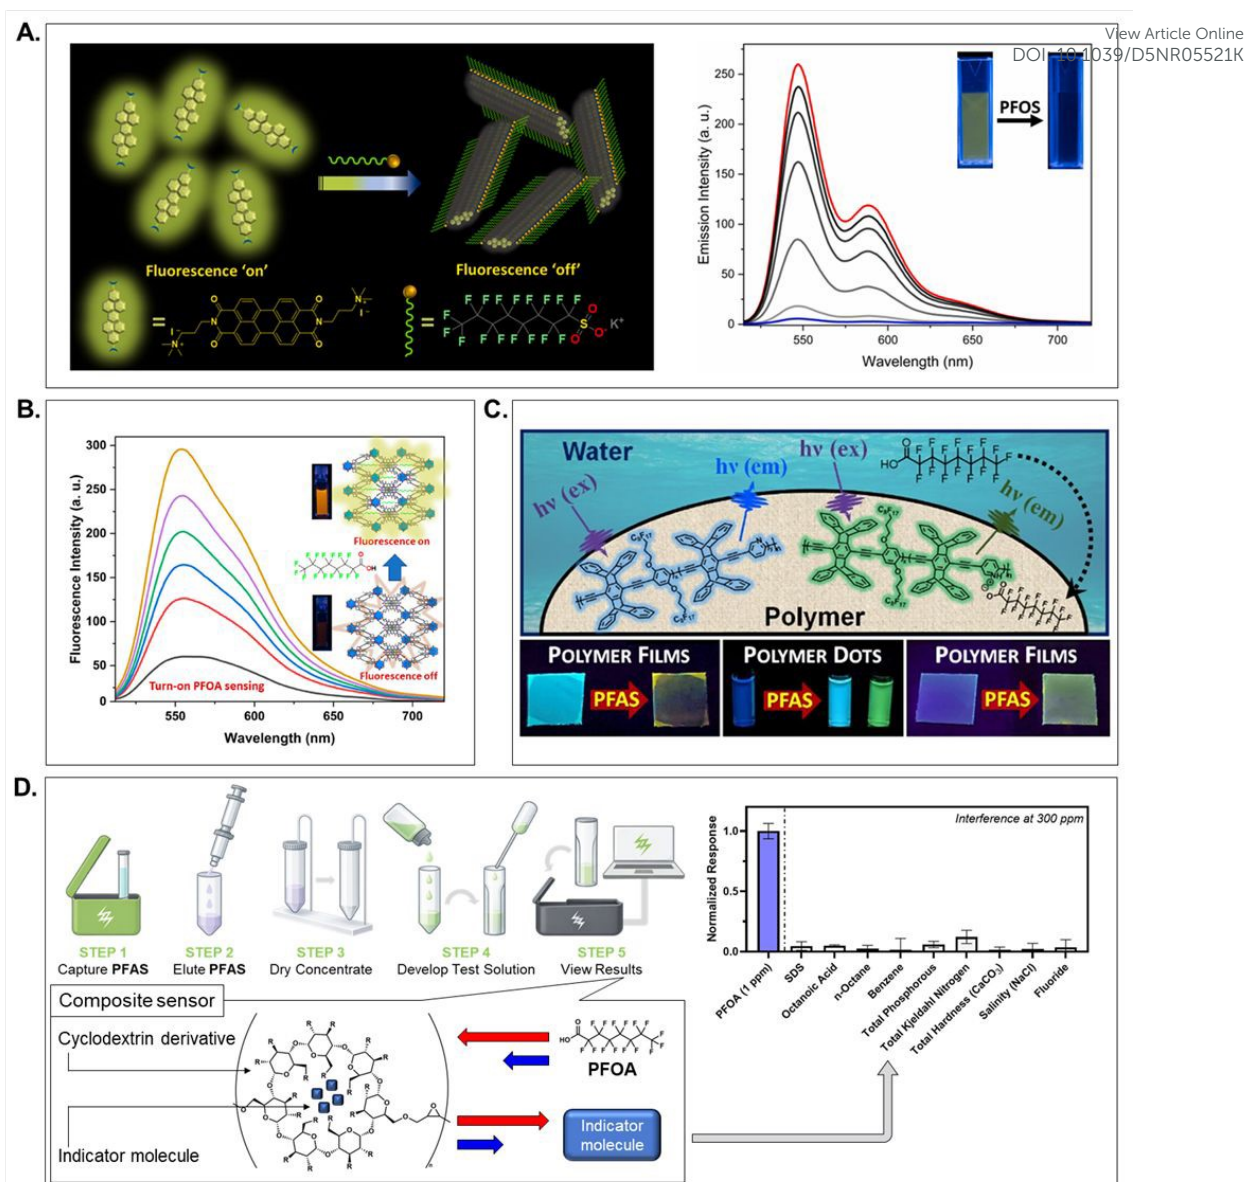 View Article Online
DOI: 10.1039/D5NR05521K
A.
Fluorescence 'on'
Fluorescence 'off'
Emission Intensity (a. u.)
250
200
150
100
50
0
550
600
650
700
Wavelength (nm)
PFOS
B.
Fluorescence Intensity (a. u.)
300
250
200
150
100
50
0
550
600
650
700
Wavelength (nm)
Turn-on PFOA sensing
Fluorescence on
Fluorescence off
C.
Water
hν (ex)
hν (em)
hν (ex)
hν (em)
Polymer
POLYMER FILMS
PFAS
POLYMER DOTS
PFAS
POLYMER FILMS
PFAS
D.
STEP 1
Capture PFAS
STEP 2
Elute PFAS
STEP 3
Dry Concentrate
STEP 4
Develop Test Solution
STEP 5
View Results
Composite sensor
Cyclodextrin derivative
Indicator molecule
PFOA
Indicator
molecule
Interference at 300 ppm
Normalized Response
1.0
0.5
0.0
PFOA (1 ppm)
SDS
Octanoic Acid
n-Octane
Benzene
Total Phosphorous
Total Kjeldahl Nitrogen
Total Hardness (CaCO₃)
Salinity (NaCl)
Fluoride